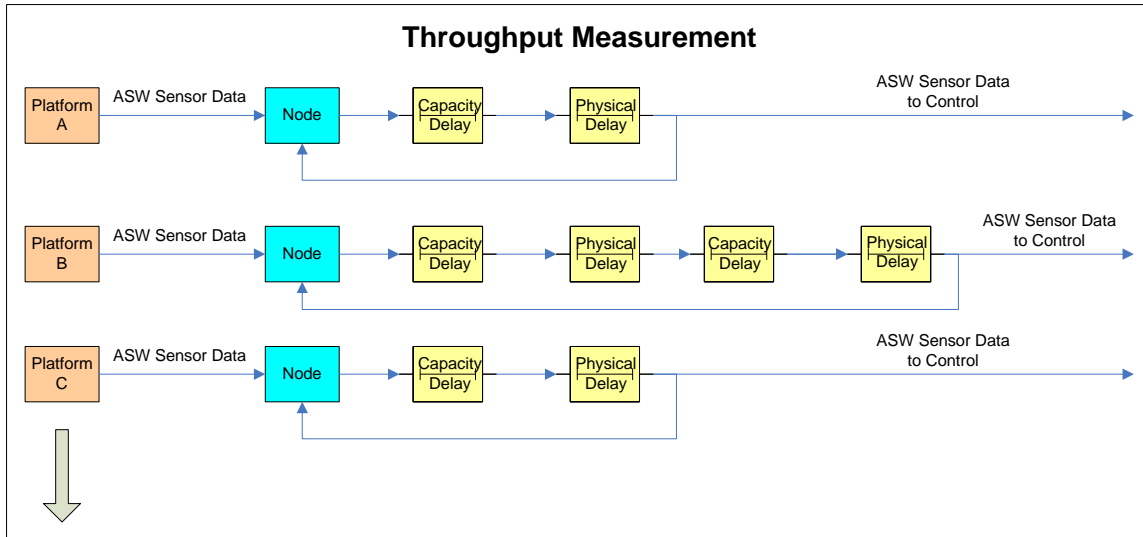 Throughput Measurement
Platform
A
ASW Sensor Data
Node
Capacity
Delay
Physical
Delay
ASW Sensor Data
to Control
Platform
B
ASW Sensor Data
Node
Capacity
Delay
Physical
Delay
Capacity
Delay
Physical
Delay
ASW Sensor Data
to Control
Platform
C
ASW Sensor Data
Node
Capacity
Delay
Physical
Delay
ASW Sensor Data
to Control